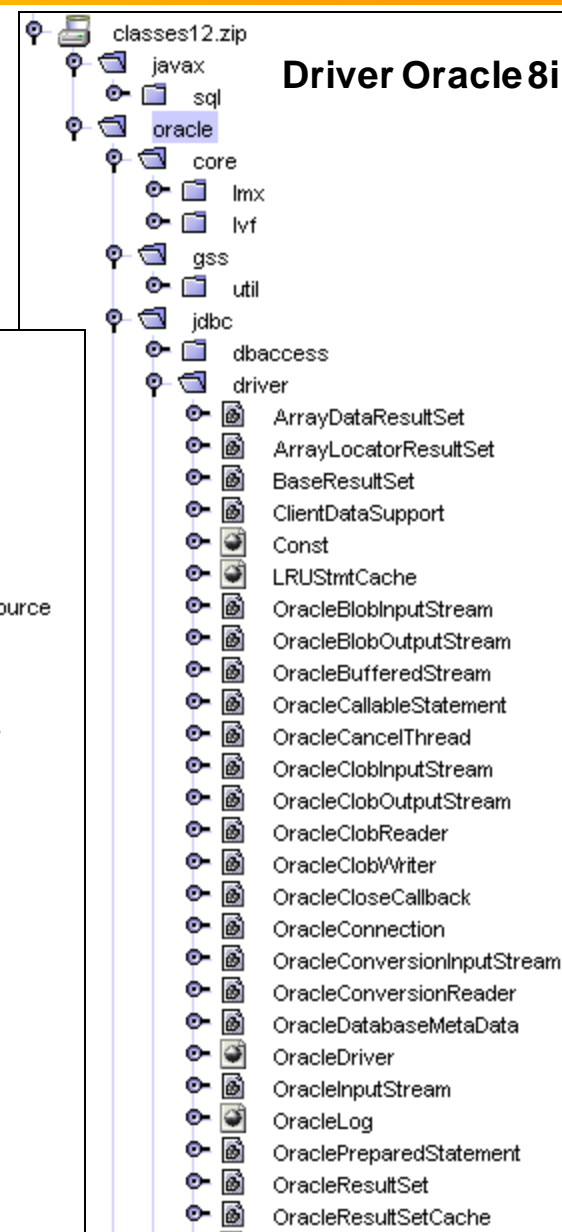 classes12.zip
Driver Oracle 8i
javax
sql
oracle
core
lmx
lvf
gss
util
jdbc
dbaccess
driver
ArrayDataResultSet
ArrayLocatorResultSet
BaseResultSet
ClientDataSupport
Const
LRUStmtCache
OracleBlobInputStream
OracleBlobOutputStream
OracleBufferedStream
OracleCallableStatement
OracleCancelThread
OracleClobInputStream
OracleClobOutputStream
OracleClobReader
OracleClobWriter
OracleCloseCallback
OracleConnection
OracleConversionInputStream
OracleConversionReader
OracleDatabaseMetaData
OracleDriver
OracleInputStream
OracleLog
OraclePreparedStatement
OracleResultSet
OracleResultSetCache